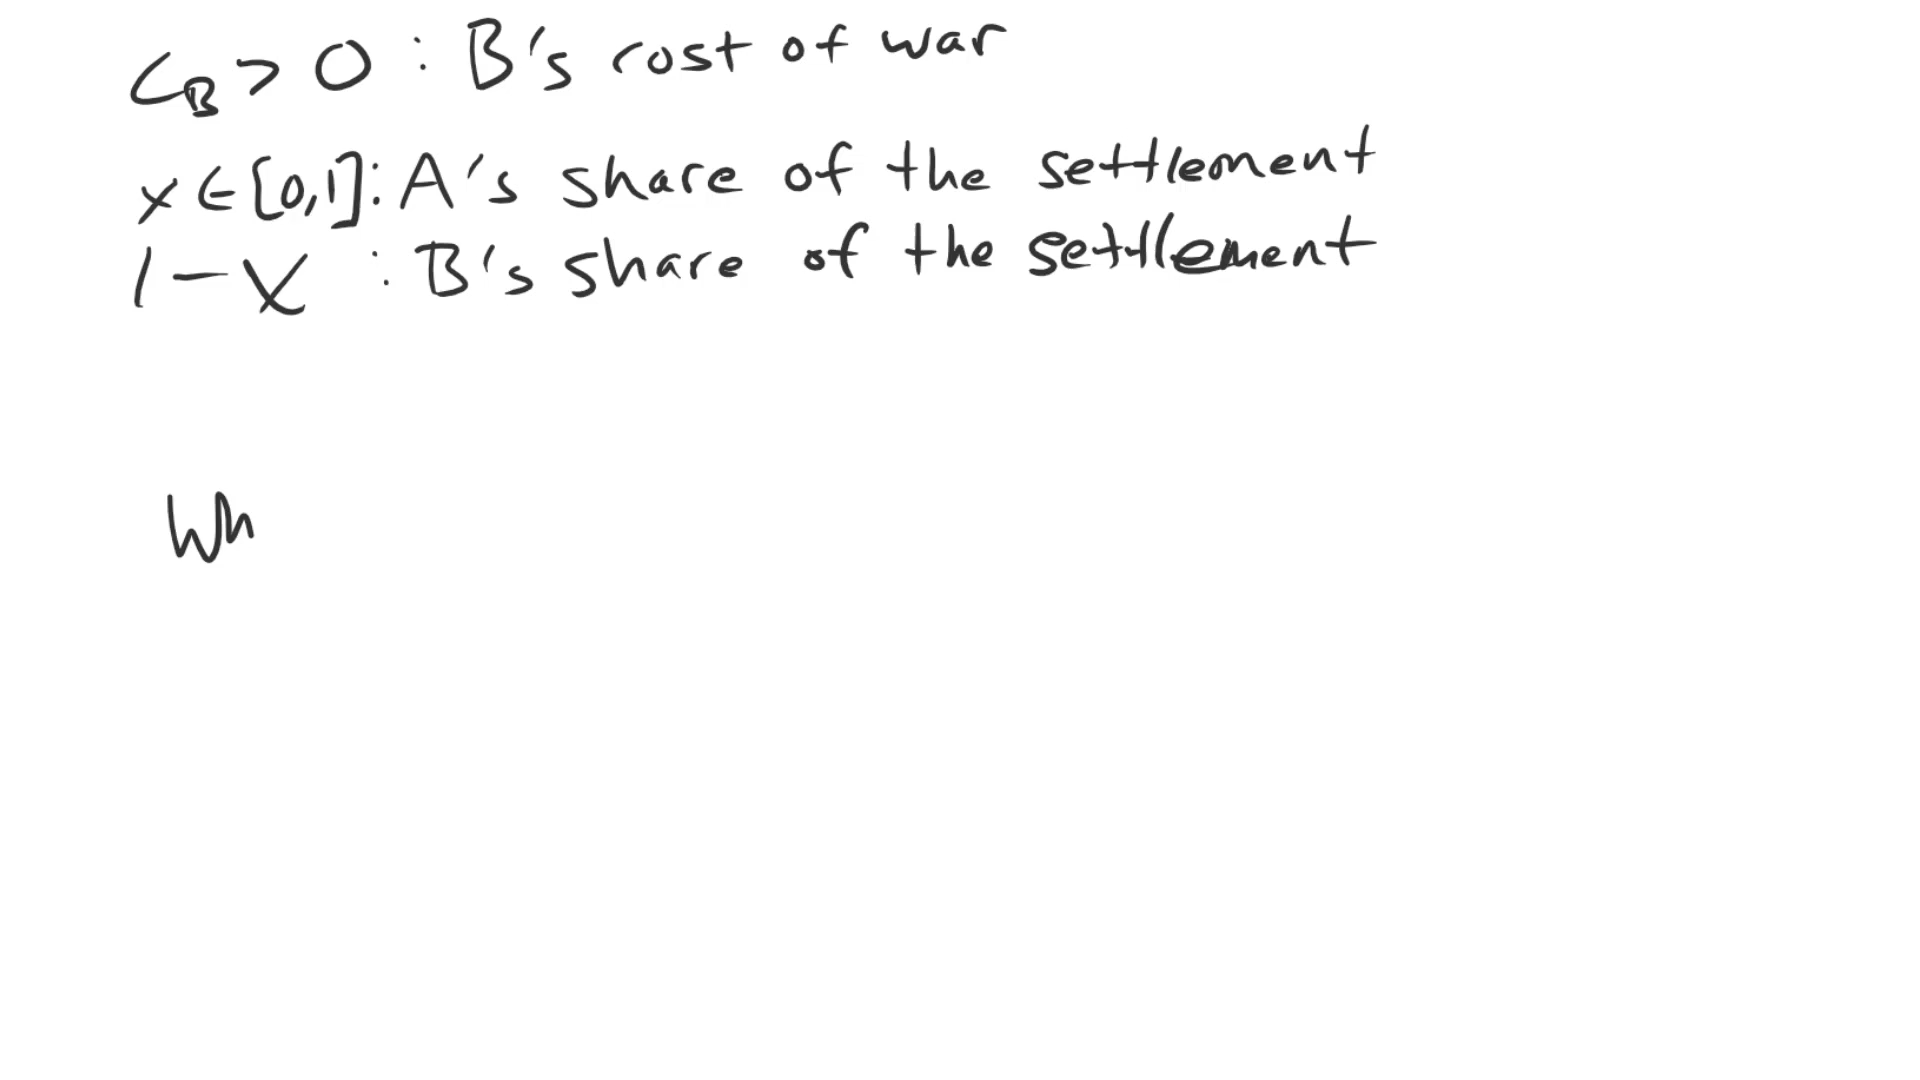 C_B > 0 : B's cost of war
x ∈ [0,1]: A's share of the settlement
1 - x : B's share of the settlement
Wh